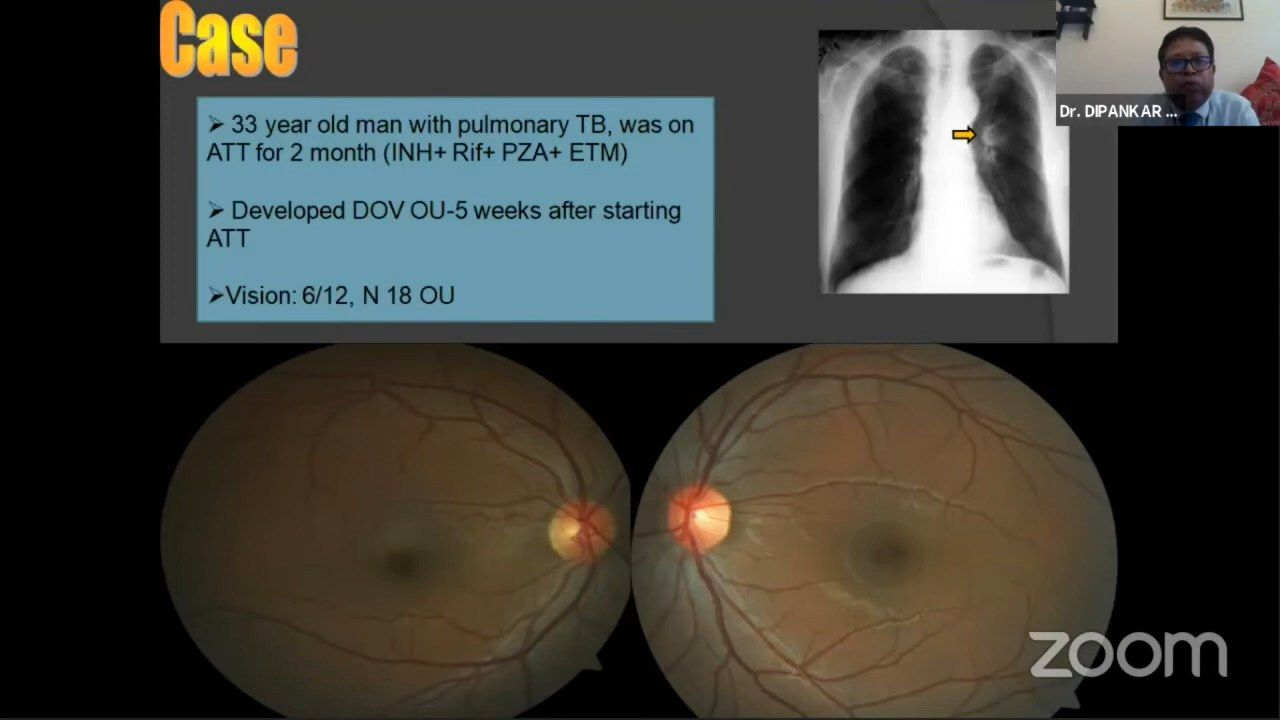 Case
➢ 33 year old man with pulmonary TB, was on
ATT for 2 month (INH+ Rif+ PZA+ ETM)
➢ Developed DOV OU-5 weeks after starting
ATT
➢Vision: 6/12, N 18 OU
Dr. DIPANKAR ...
zoom